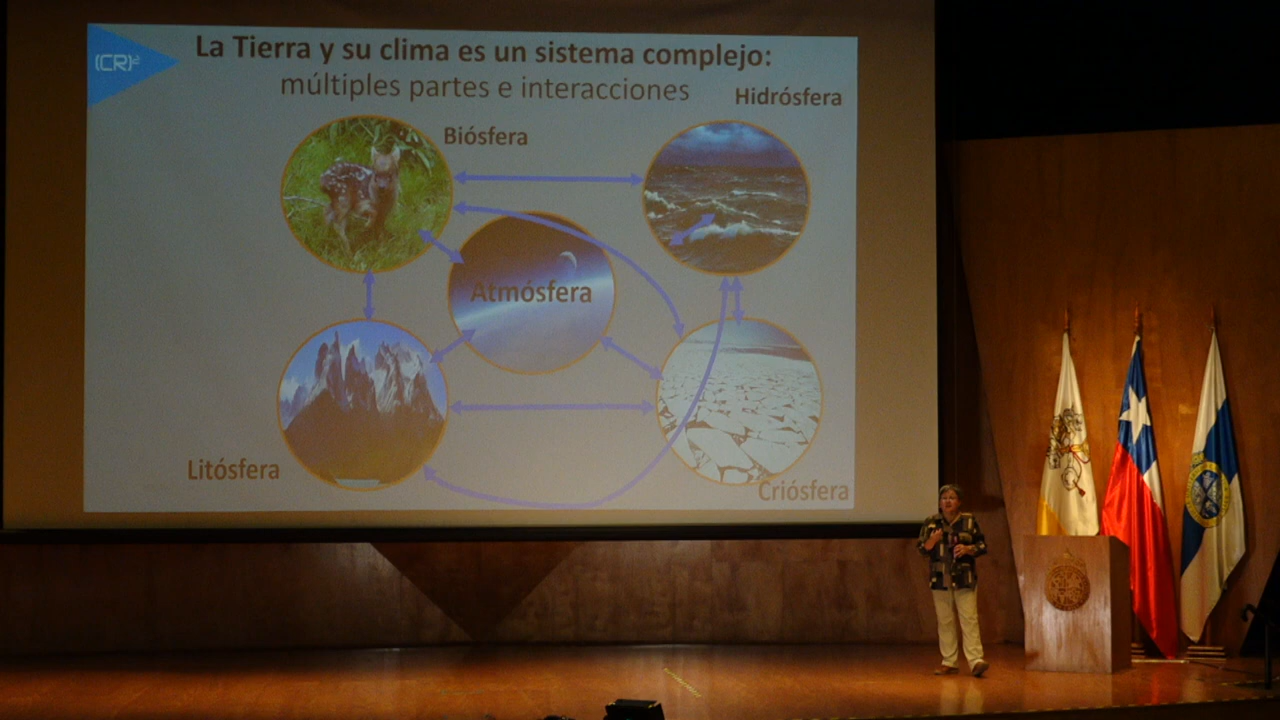 (CR)²
La Tierra y su clima es un sistema complejo:
múltiples partes e interacciones
Hidrósfera
Biósfera
Atmósfera
Litósfera
Criósfera